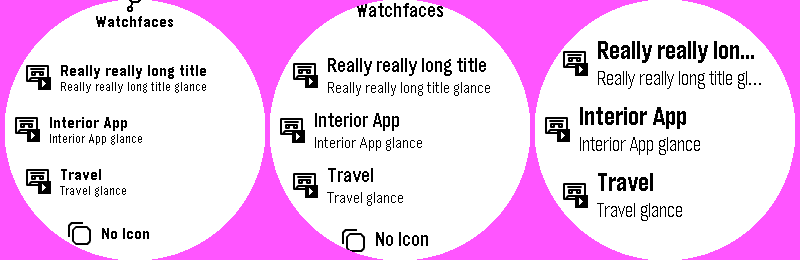 Watchfaces
Really really long title
Really really long title glance
Interior App
Interior App glance
Travel
Travel glance
No Icon
Watchfaces
Really really long title
Really really long title glance
Interior App
Interior App glance
Travel
Travel glance
No Icon
Really really lon...
Really really long title gl...
Interior App
Interior App glance
Travel
Travel glance